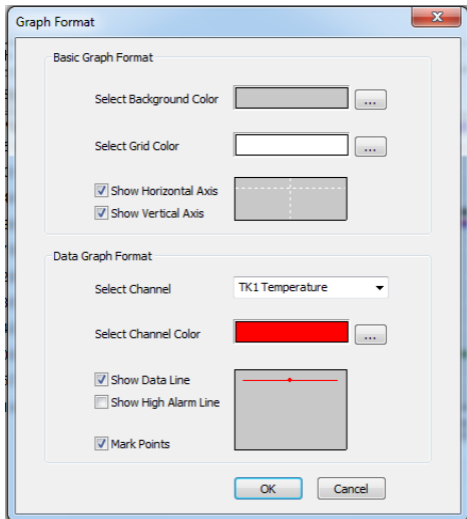 Graph Format
Basic Graph Format
Select Background Color
...
Select Grid Color
...
Show Horizontal Axis
Show Vertical Axis
Data Graph Format
Select Channel
TK1 Temperature
Select Channel Color
...
Show Data Line
Show High Alarm Line
Mark Points
OK
Cancel